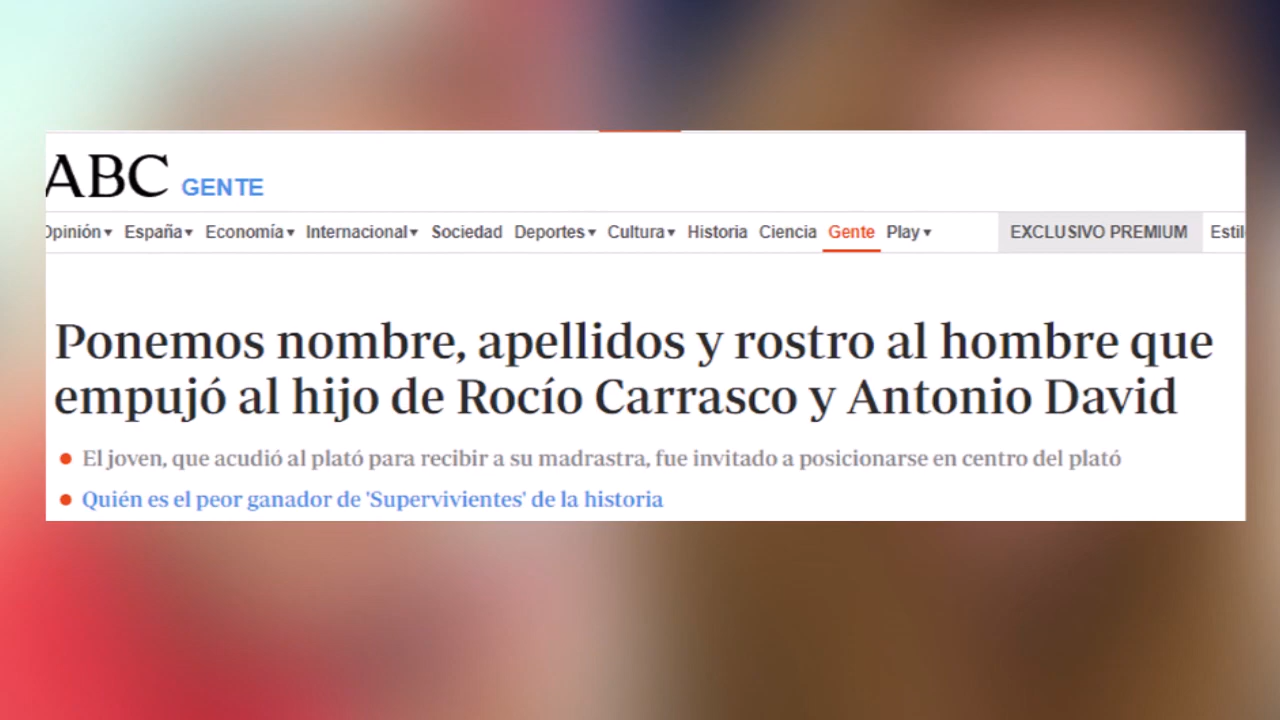 ABC GENTE
Opinión España Economía Internacional Sociedad Deportes Cultura Historia Ciencia Gente Play EXCLUSIVO PREMIUM
Ponemos nombre, apellidos y rostro al hombre que
empujó al hijo de Rocío Carrasco y Antonio David
El joven, que acudió al plató para recibir a su madrastra, fue invitado a posicionarse en centro del plató
Quién es el peor ganador de 'Supervivientes' de la historia